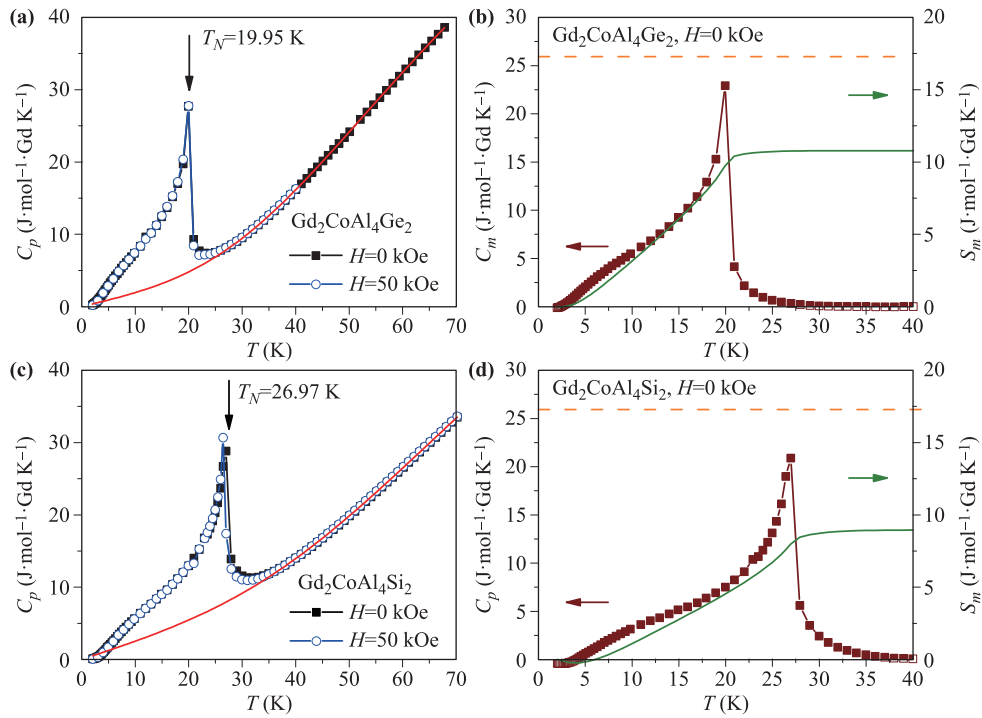 (a)
40
30
20
10
0
C_p (J·mol⁻¹·Gd K⁻¹)
T_N=19.95 K
Gd₂CoAl₄Ge₂
H=0 kOe
H=50 kOe
0 10 20 30 40 50 60 70
T (K)
(b)
30
25
20
15
10
5
0
C_m (J·mol⁻¹·Gd K⁻¹)
Gd₂CoAl₄Ge₂, H=0 kOe
20
15
10
5
0
S_m (J·mol⁻¹·Gd K⁻¹)
0 5 10 15 20 25 30 35 40
T (K)
(c)
40
30
20
10
0
C_p (J·mol⁻¹·Gd K⁻¹)
T_N=26.97 K
Gd₂CoAl₄Si₂
H=0 kOe
H=50 kOe
0 10 20 30 40 50 60 70
T (K)
(d)
30
25
20
15
10
5
0
C_p (J·mol⁻¹·Gd K⁻¹)
Gd₂CoAl₄Si₂, H=0 kOe
20
15
10
5
0
S_m (J·mol⁻¹·Gd K⁻¹)
0 5 10 15 20 25 30 35 40
T (K)